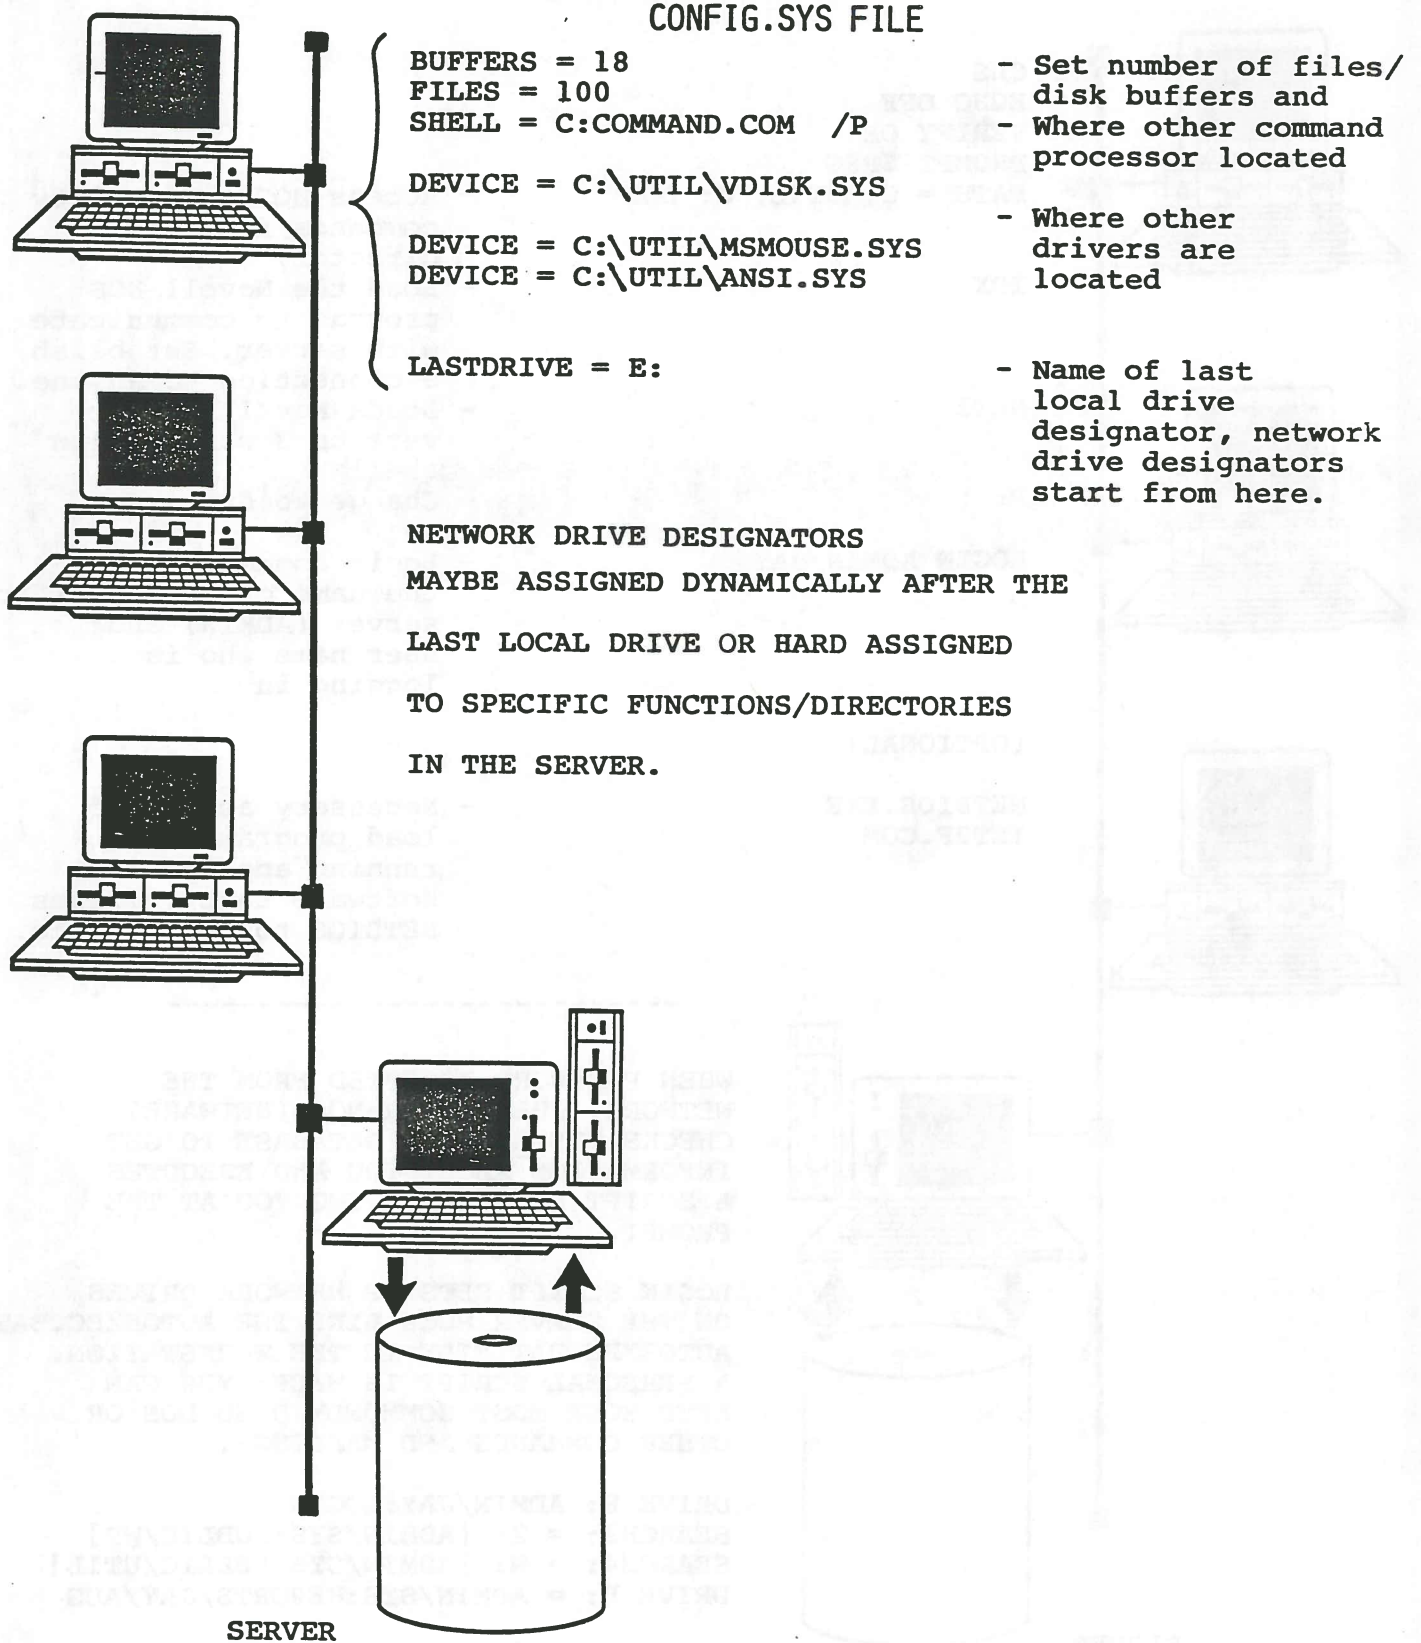 CONFIG.SYS FILE
BUFFERS = 18
FILES = 100
SHELL = C:COMMAND.COM /P
DEVICE = C:\UTIL\VDISK.SYS
DEVICE = C:\UTIL\MSMOUSE.SYS
DEVICE = C:\UTIL\ANSI.SYS
LASTDRIVE = E:
- Set number of files/
disk buffers and
- Where other command
processor located
- Where other
drivers are
located
- Name of last
local drive
designator, network
drive designators
start from here.
NETWORK DRIVE DESIGNATORS
MAYBE ASSIGNED DYNAMICALLY AFTER THE
LAST LOCAL DRIVE OR HARD ASSIGNED
TO SPECIFIC FUNCTIONS/DIRECTORIES
IN THE SERVER.
SERVER